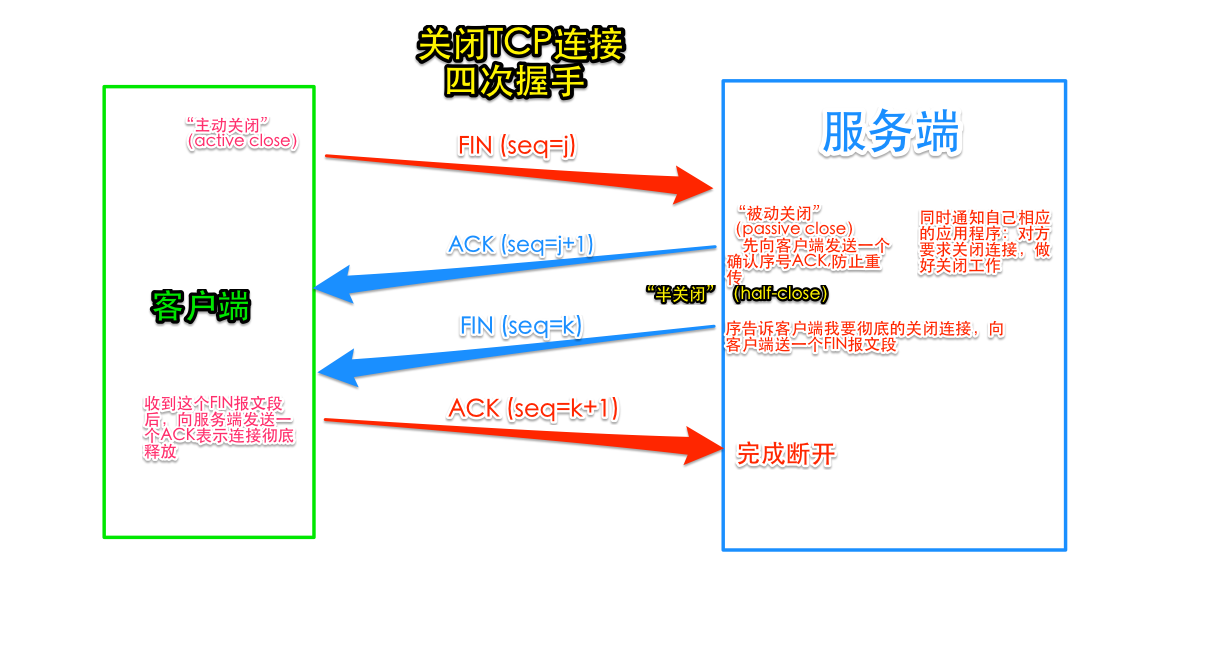 关闭TCP连接
四次握手
“主动关闭”
(active close)
服务端
FIN (seq=j)
“被动关闭”
(passive close)
先向客户端发送一个
确认序号ACK,防止重
传
同时通知自己相应
的应用程序：对方
要求关闭连接，做
好关闭工作
ACK (seq=j+1)
“半关闭” (half-close)
客户端
FIN (seq=k)
序告诉客户端我要彻底的关闭连接，向
客户端送一个FIN报文段
收到这个FIN报文段
后，向服务端发送一
个ACK表示连接彻底
释放
ACK (seq=k+1)
完成断开